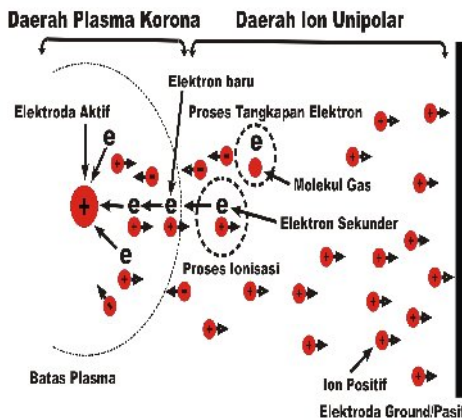 Daerah Plasma Korona
Daerah Ion Unipolar
Elektron baru
Elektroda Aktif
Proses Tangkapan Elektron
e
e
Molekul Gas
e
e
e
Elektron Sekunder
e
Proses Ionisasi
Batas Plasma
Ion Positif
Elektroda Ground/Pasif